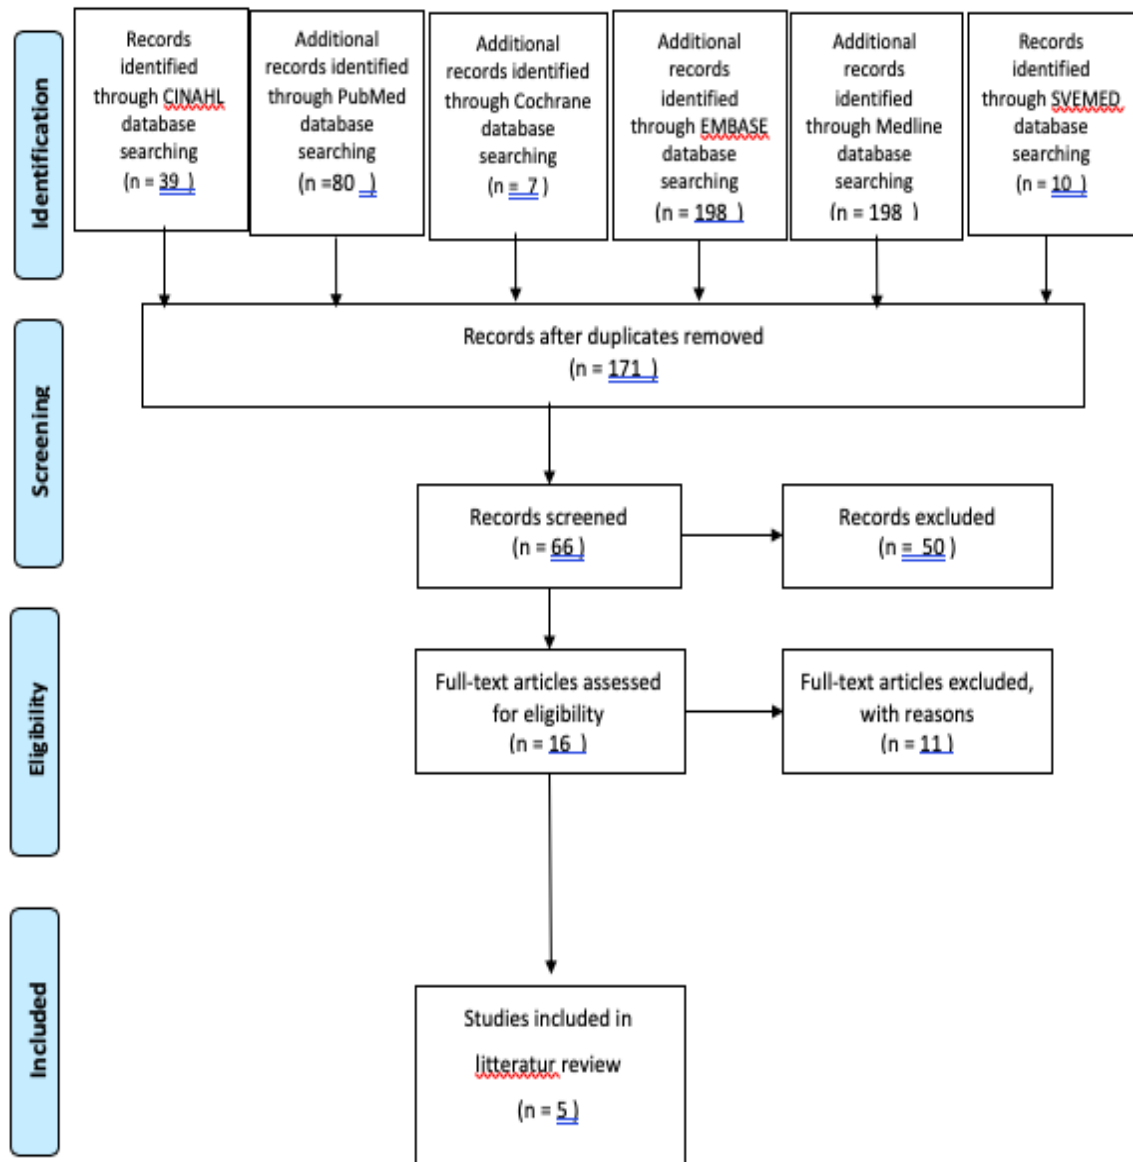 Identification
Records
identified
through CINAHL
database
searching
(n = 39 )
Additional
records identified
through PubMed
database
searching
(n =80 )
Additional
records identified
through Cochrane
database
searching
(n = 7 )
Additional
records
identified
through EMBASE
database
searching
(n = 198 )
Additional
records
identified
through Medline
database
searching
(n = 198 )
Records
identified
through SVEMED
database
searching
(n = 10 )
Screening
Records after duplicates removed
(n = 171 )
Records screened
(n = 66 )
Records excluded
(n = 50 )
Eligibility
Full-text articles assessed
for eligibility
(n = 16 )
Full-text articles excluded,
with reasons
(n = 11 )
Included
Studies included in
litteratur review
(n = 5 )